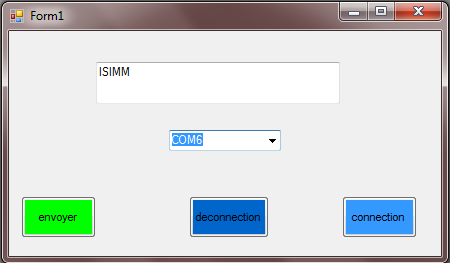 Form1
ISIMM
COM6
envoyer
deconnection
connection